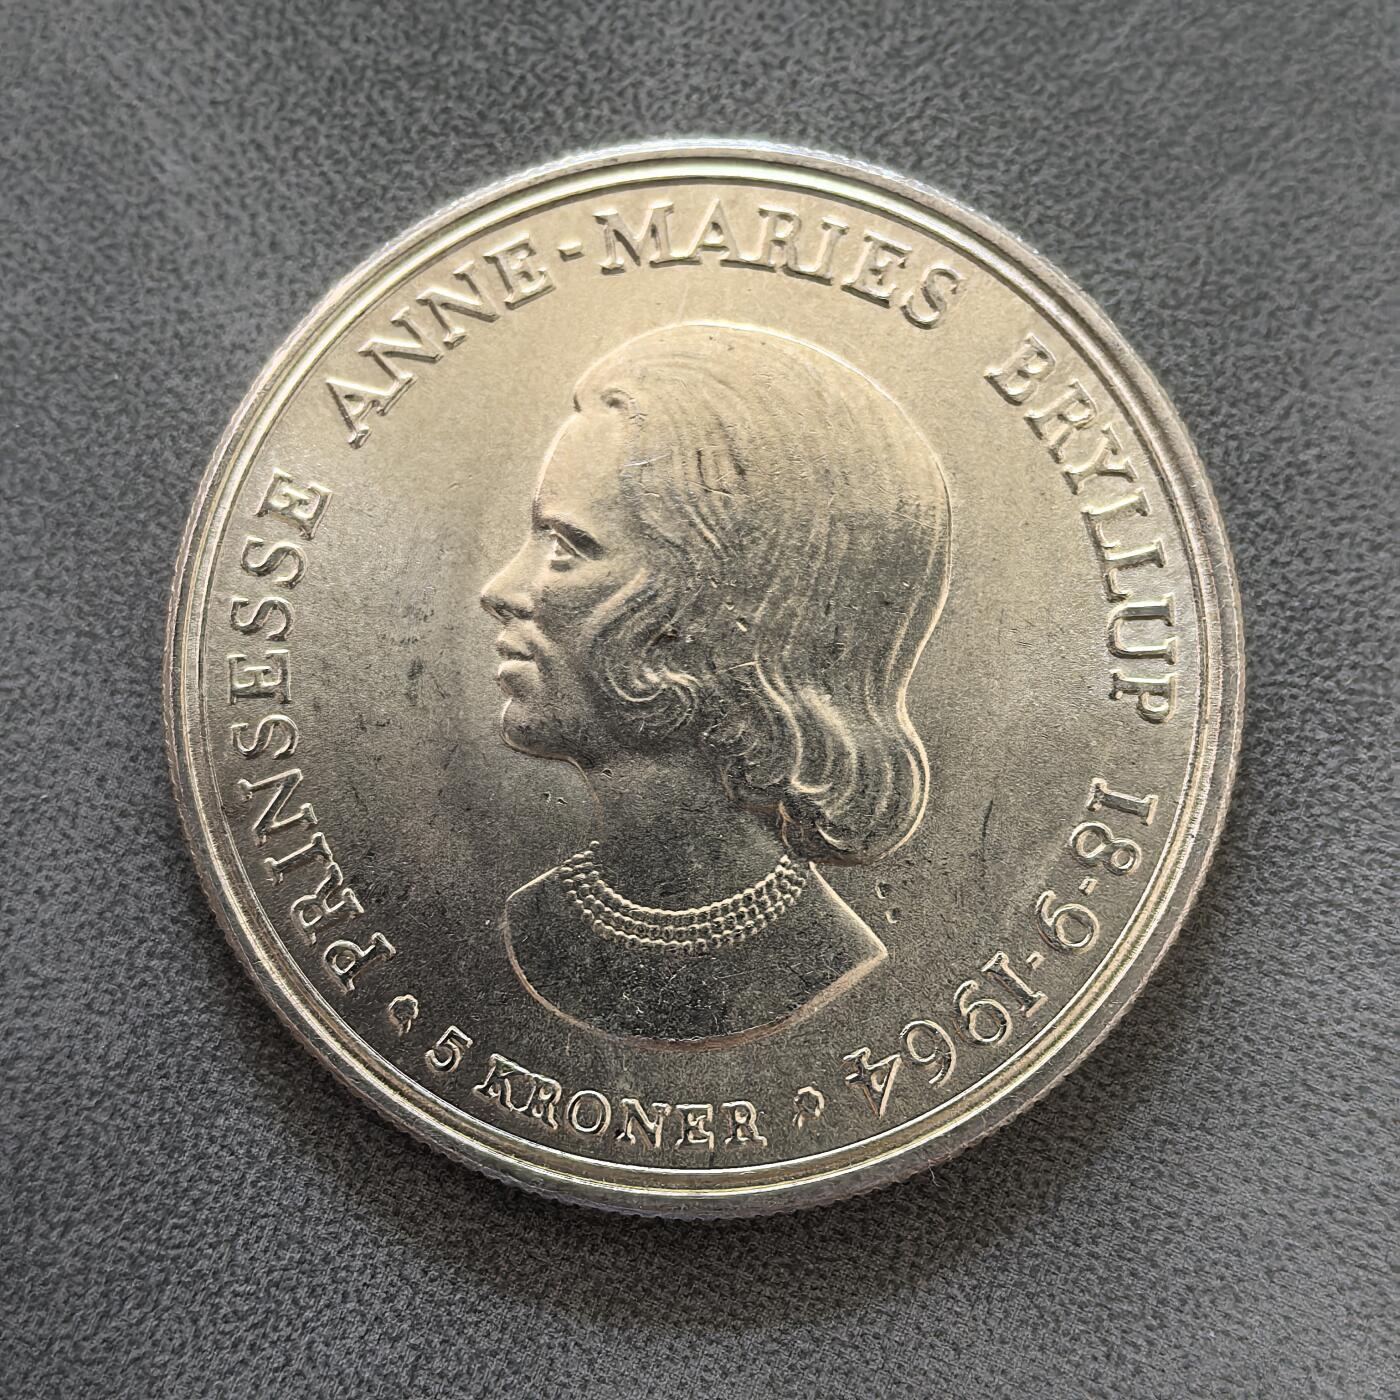 PRINSESSE ANNE-MARIES BRYLLUP 18-9-1964
5 KRONER